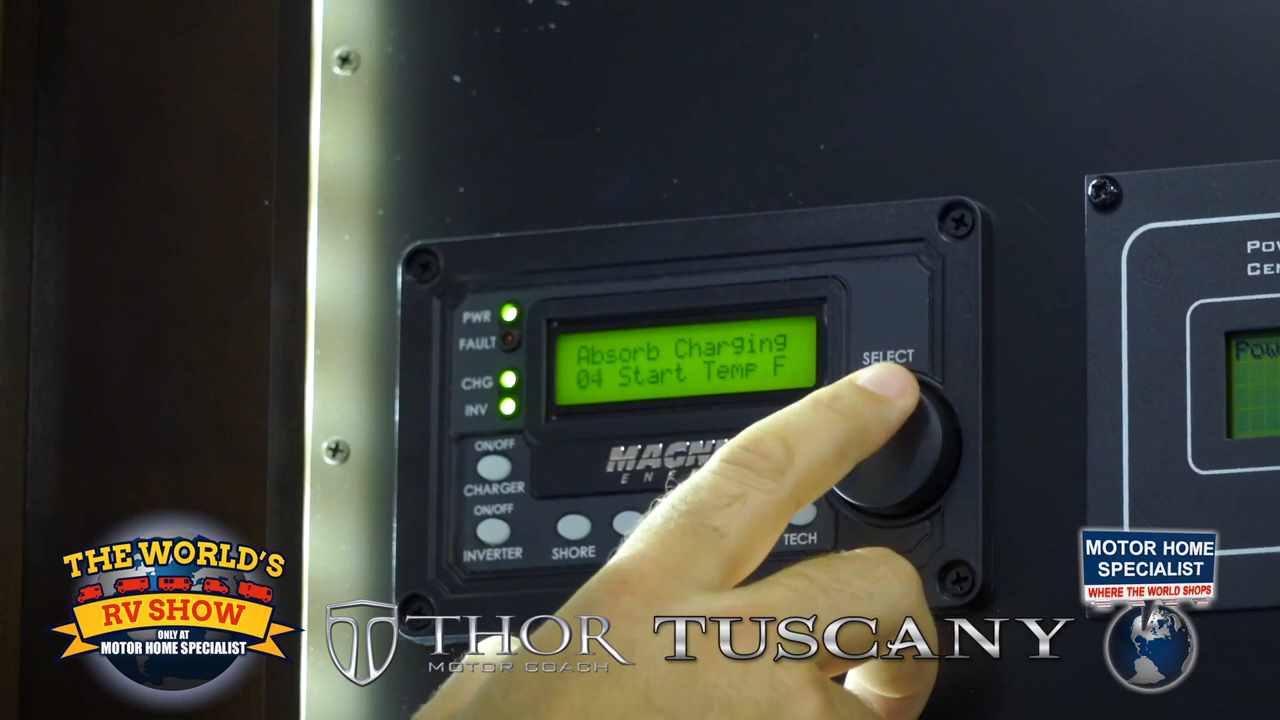 PWR
FAULT
CHG
INV
Absorb Charging
04 Start Temp F
SELECT
ON/OFF
CHARGER
ON/OFF
INVERTER
SHORE
TECH
THE WORLD'S
RV SHOW
ONLY AT
MOTOR HOME SPECIALIST
THOR
MOTOR COACH
TUSCANY
MOTOR HOME
SPECIALIST
WHERE THE WORLD SHOPS